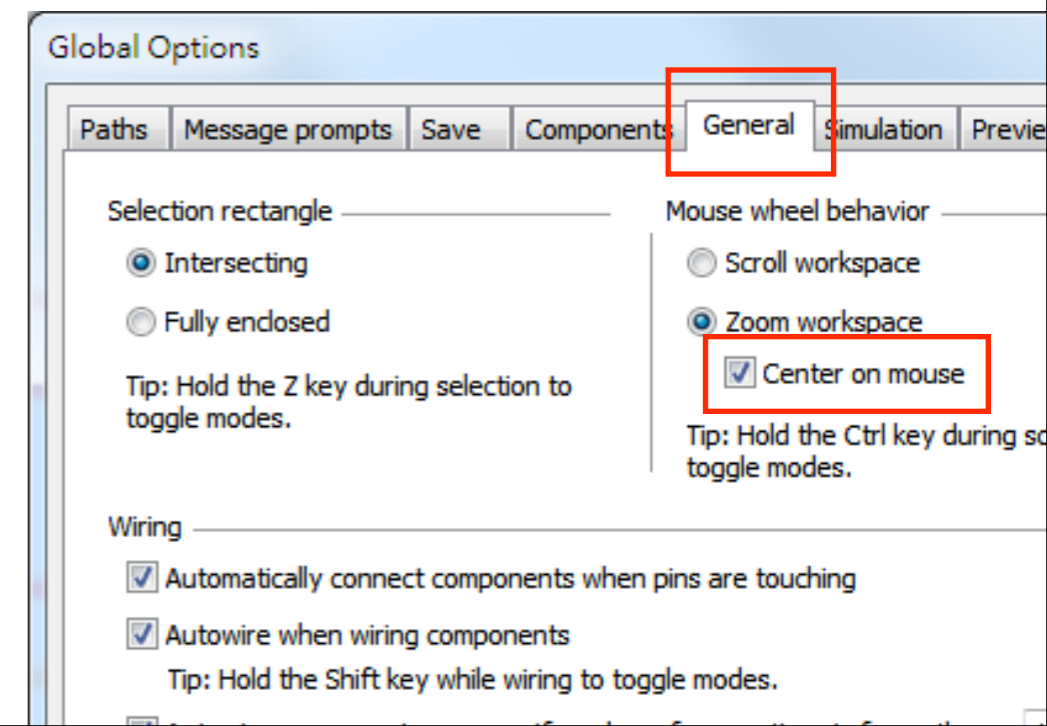 Global Options
Paths Message prompts Save Components General Simulation
Selection rectangle
Intersecting
Fully enclosed
Tip: Hold the Z key during selection to
toggle modes.
Mouse wheel behavior
Scroll workspace
Zoom workspace
Center on mouse
Tip: Hold the Ctrl key during
toggle modes.
Wiring
Automatically connect components when pins are touching
Autowire when wiring components
Tip: Hold the Shift key while wiring to toggle modes.